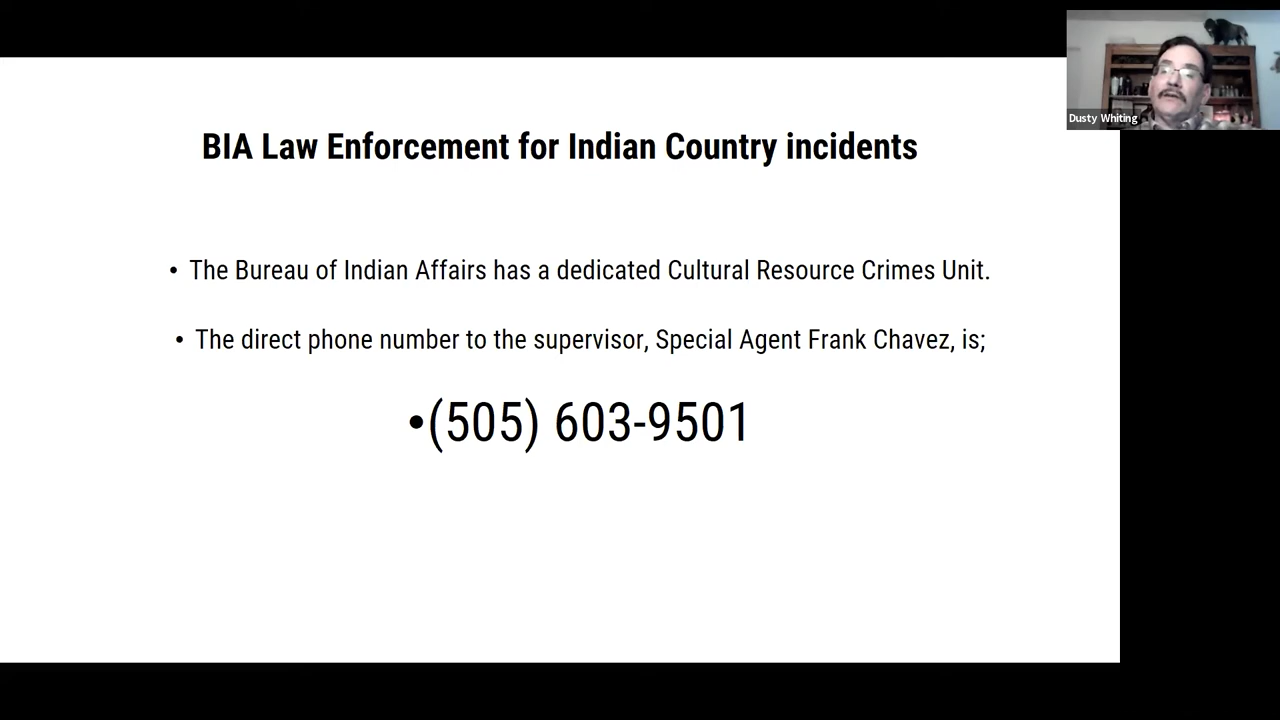 BIA Law Enforcement for Indian Country incidents
• The Bureau of Indian Affairs has a dedicated Cultural Resource Crimes Unit.
• The direct phone number to the supervisor, Special Agent Frank Chavez, is;
•(505) 603-9501
Dusty Whiting